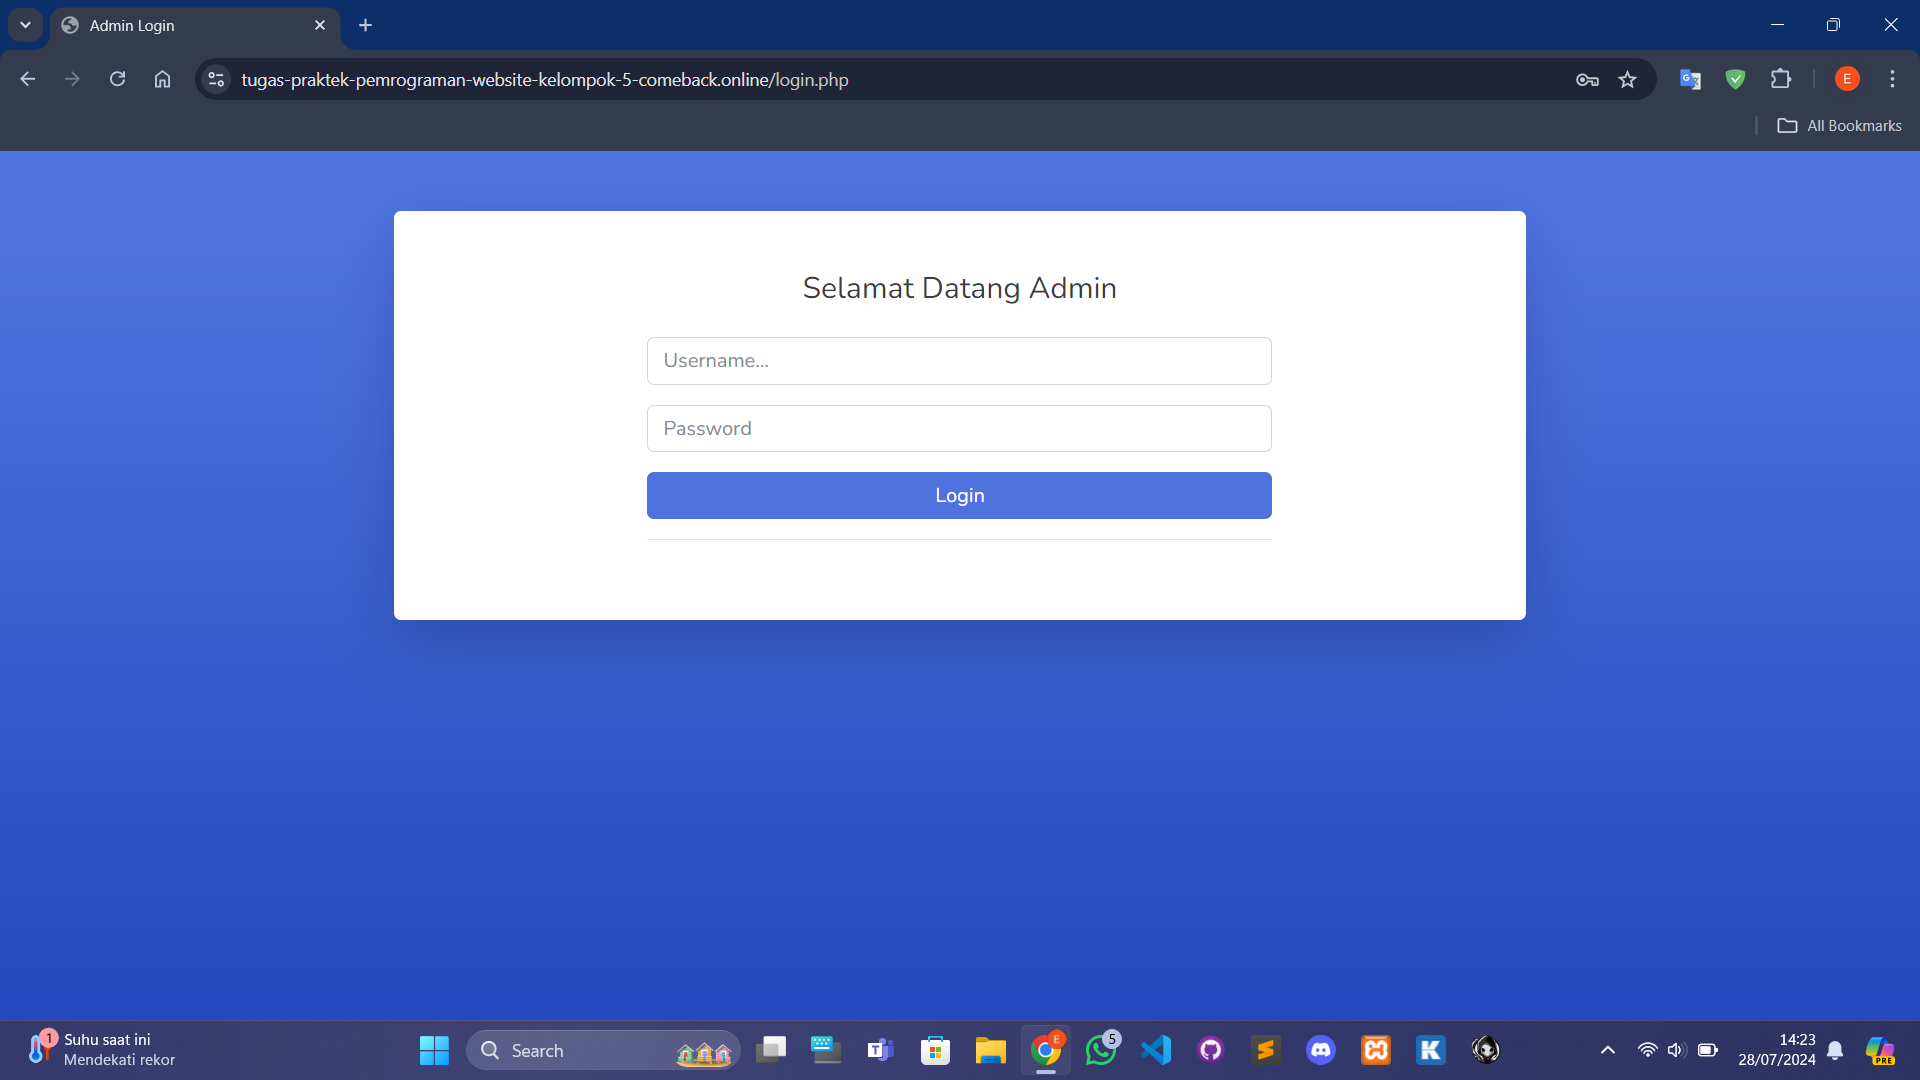 Admin Login
tugas-praktek-pemrograman-website-kelompok-5-comeback.online/login.php
E
All Bookmarks
Selamat Datang Admin
Username...
Password
Login
1
Suhu saat ini
Mendekati rekor
Search
E
5
14:23
28/07/2024
PRE